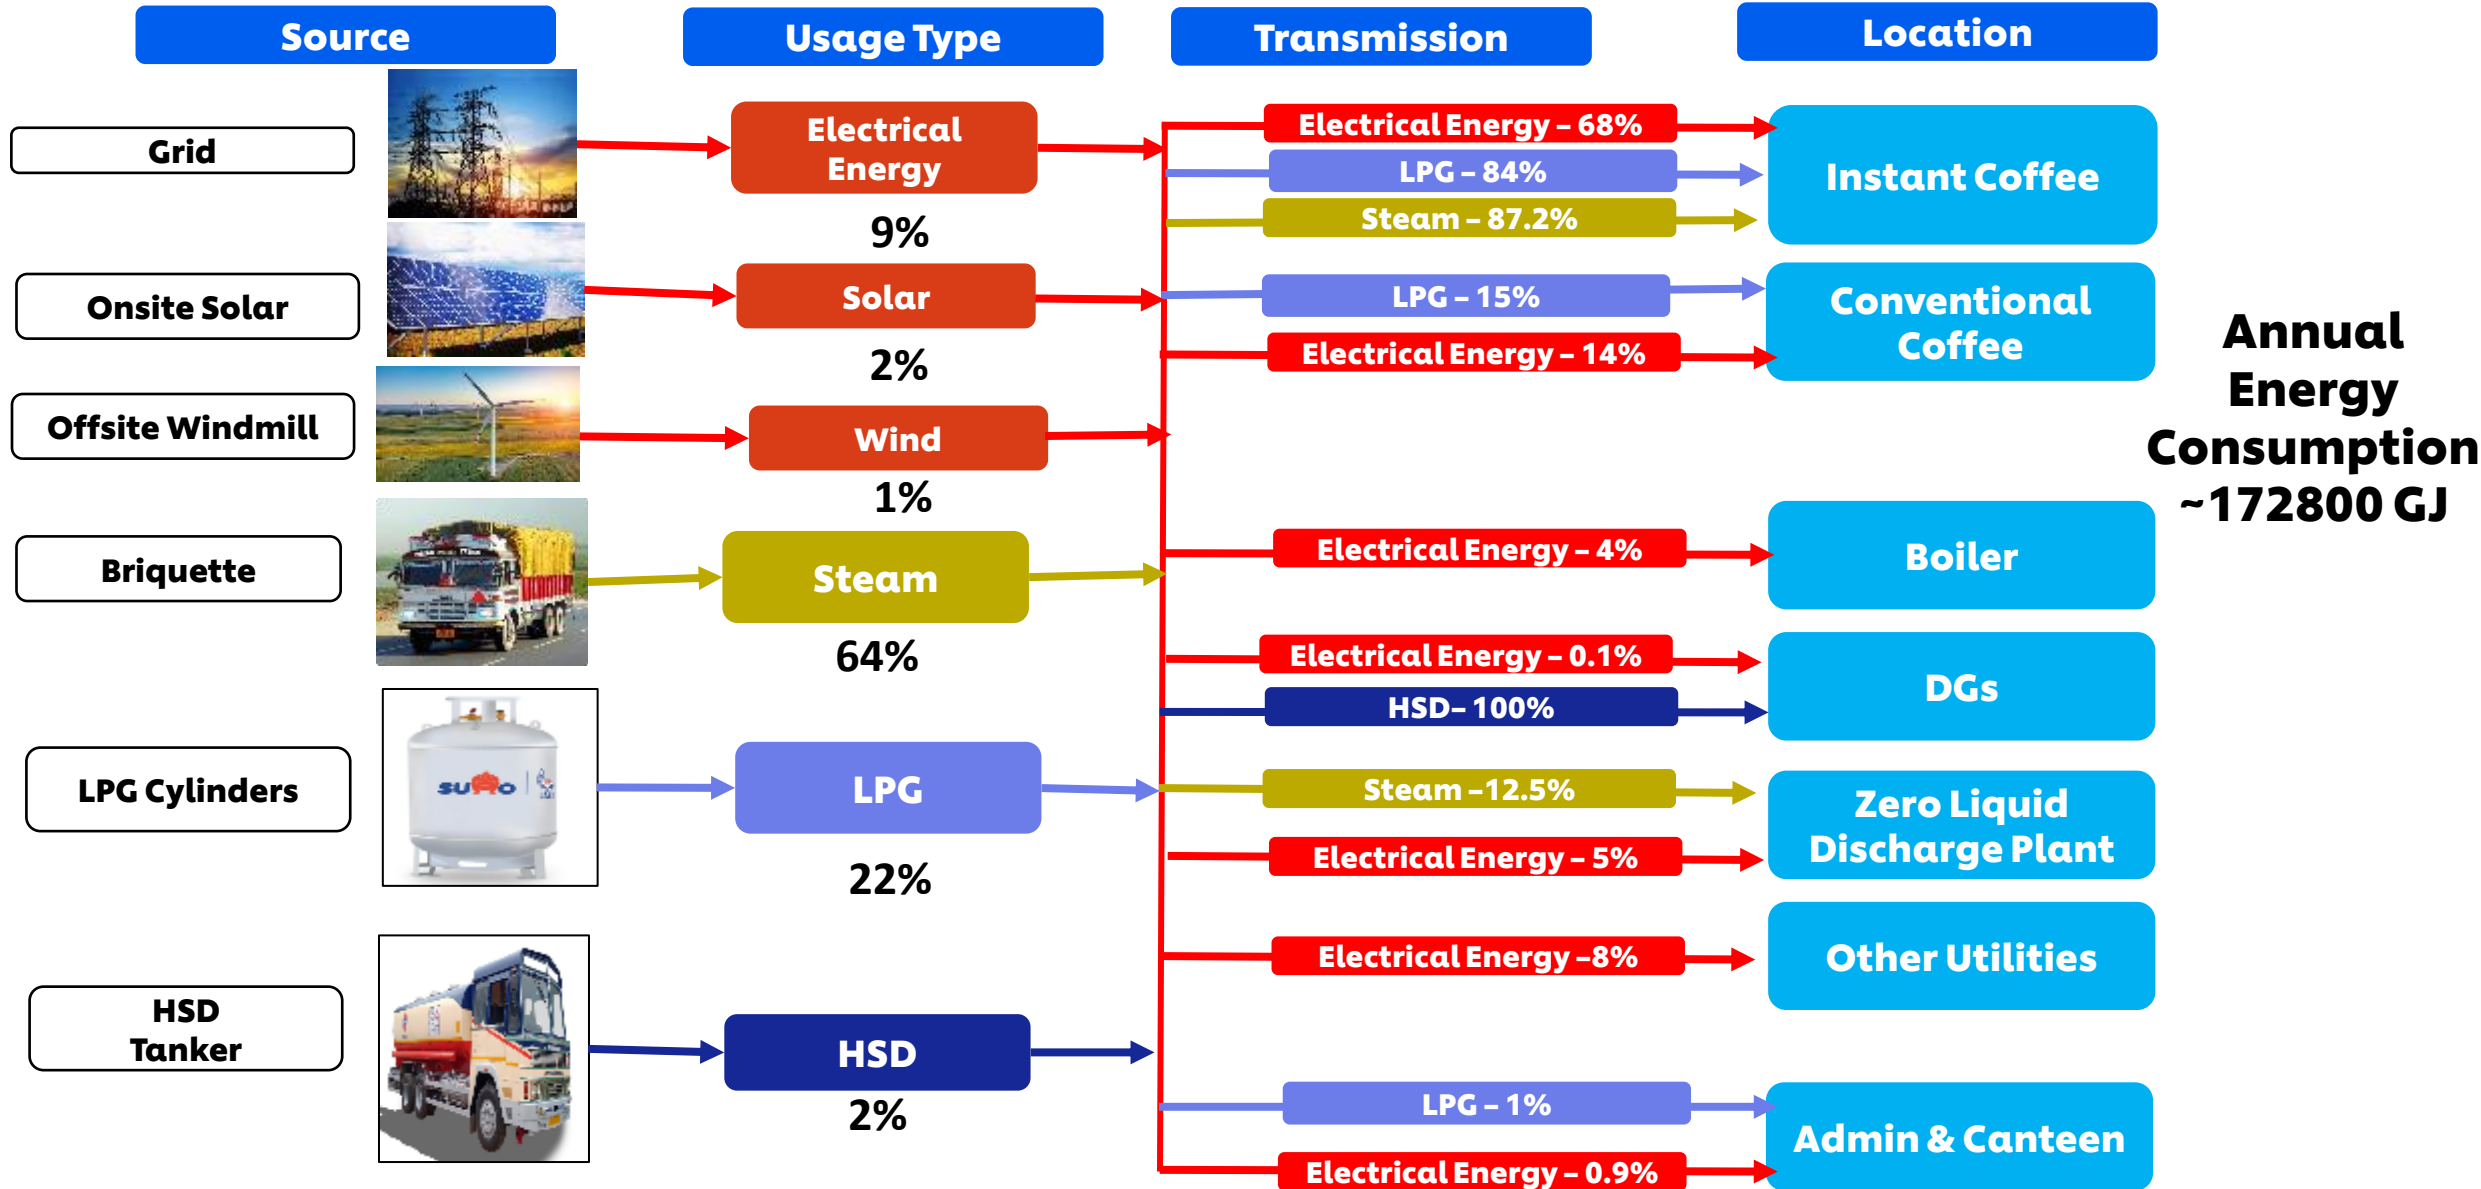 Source
Usage Type
Transmission
Location
Grid
Electrical
Energy
9%
Electrical Energy – 68%
LPG – 84%
Steam – 87.2%
Instant Coffee
Onsite Solar
Solar
2%
LPG – 15%
Electrical Energy – 14%
Conventional
Coffee
Annual
Energy
Consumption
~172800 GJ
Offsite Windmill
Wind
1%
Briquette
Steam
64%
Electrical Energy – 4%
Boiler
Electrical Energy – 0.1%
HSD– 100%
DGs
LPG Cylinders
SUMO
LPG
22%
Steam –12.5%
Electrical Energy – 5%
Zero Liquid
Discharge Plant
Electrical Energy –8%
Other Utilities
HSD
Tanker
HSD
2%
LPG – 1%
Electrical Energy – 0.9%
Admin & Canteen